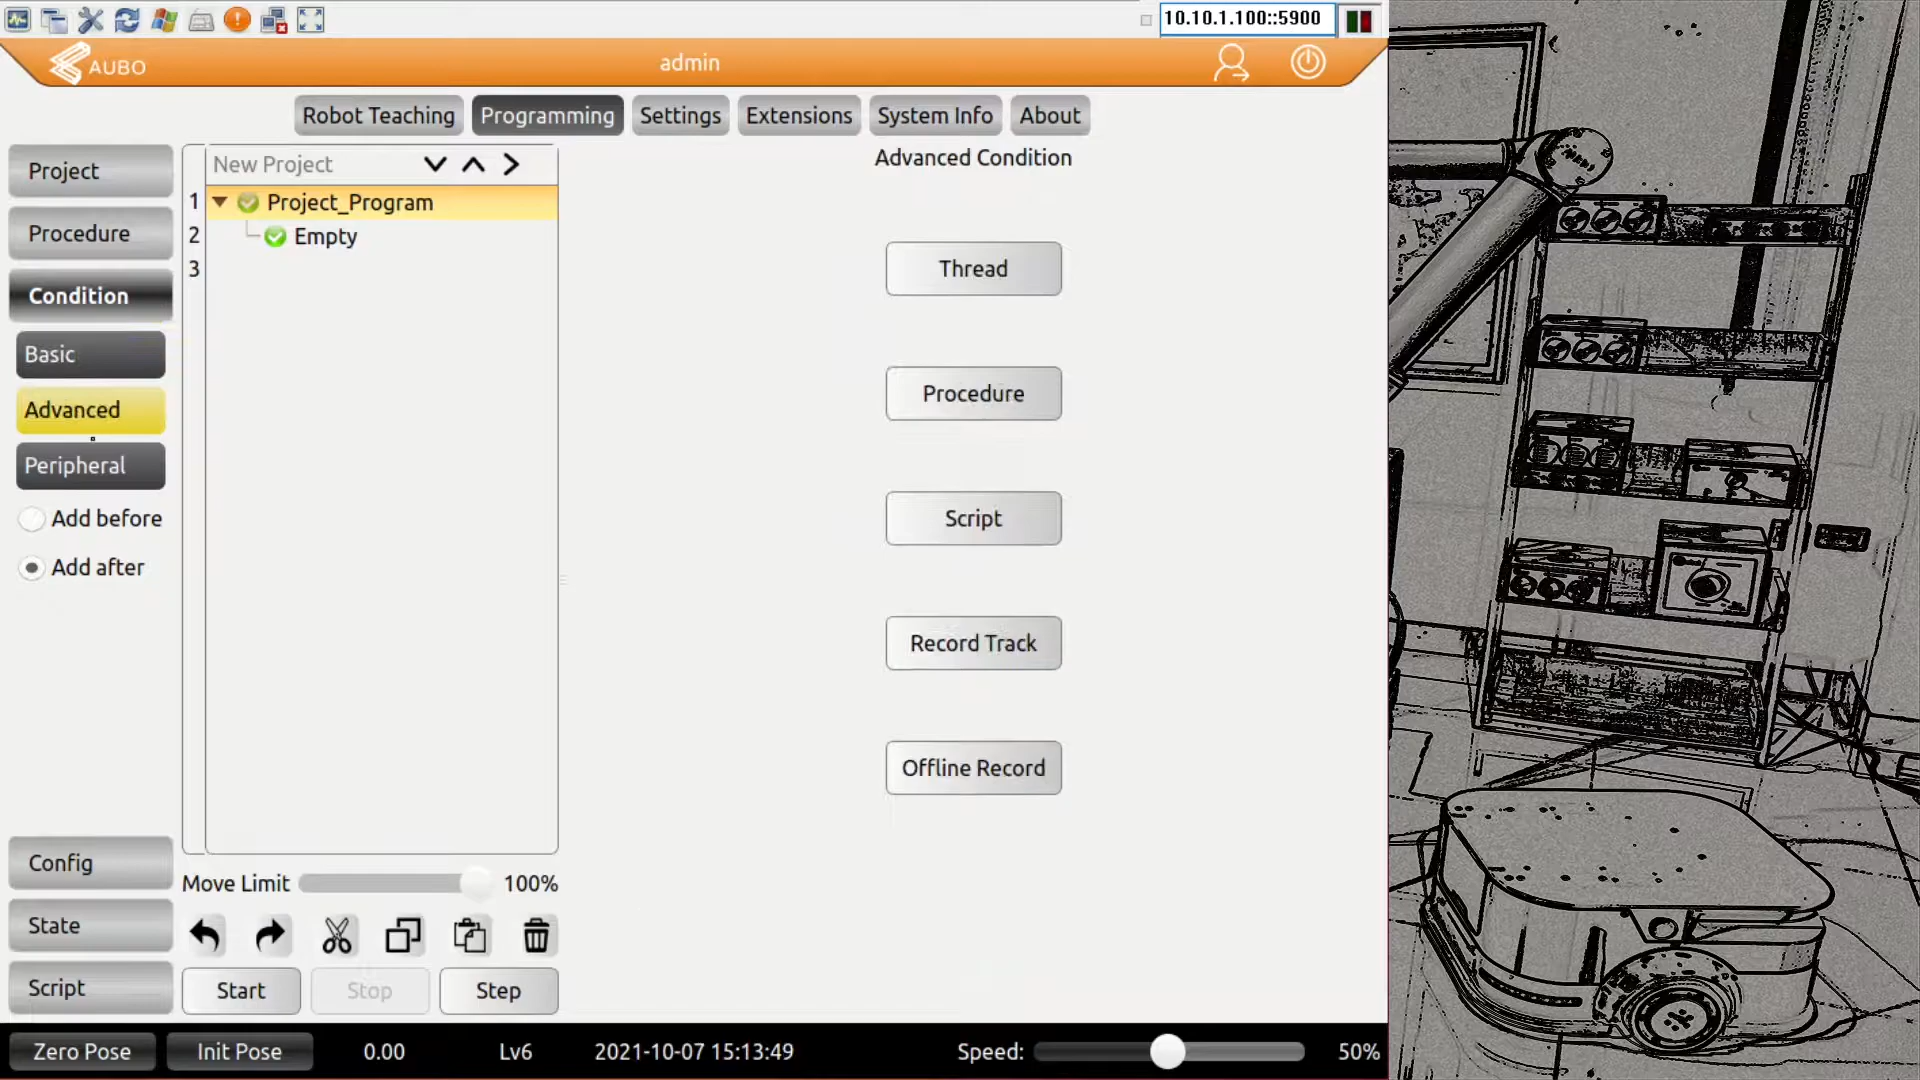 10.10.1.100::5900
AUBO
admin
Robot Teaching
Programming
Settings
Extensions
System Info
About
Project
Procedure
Condition
Basic
Advanced
Peripheral
Add before
Add after
Config
State
Script
New Project
1
Project_Program
2
Empty
3
Advanced Condition
Thread
Procedure
Script
Record Track
Offline Record
Move Limit
100%
Start
Stop
Step
Zero Pose
Init Pose
0.00
Lv6
2021-10-07 15:13:49
Speed:
50%